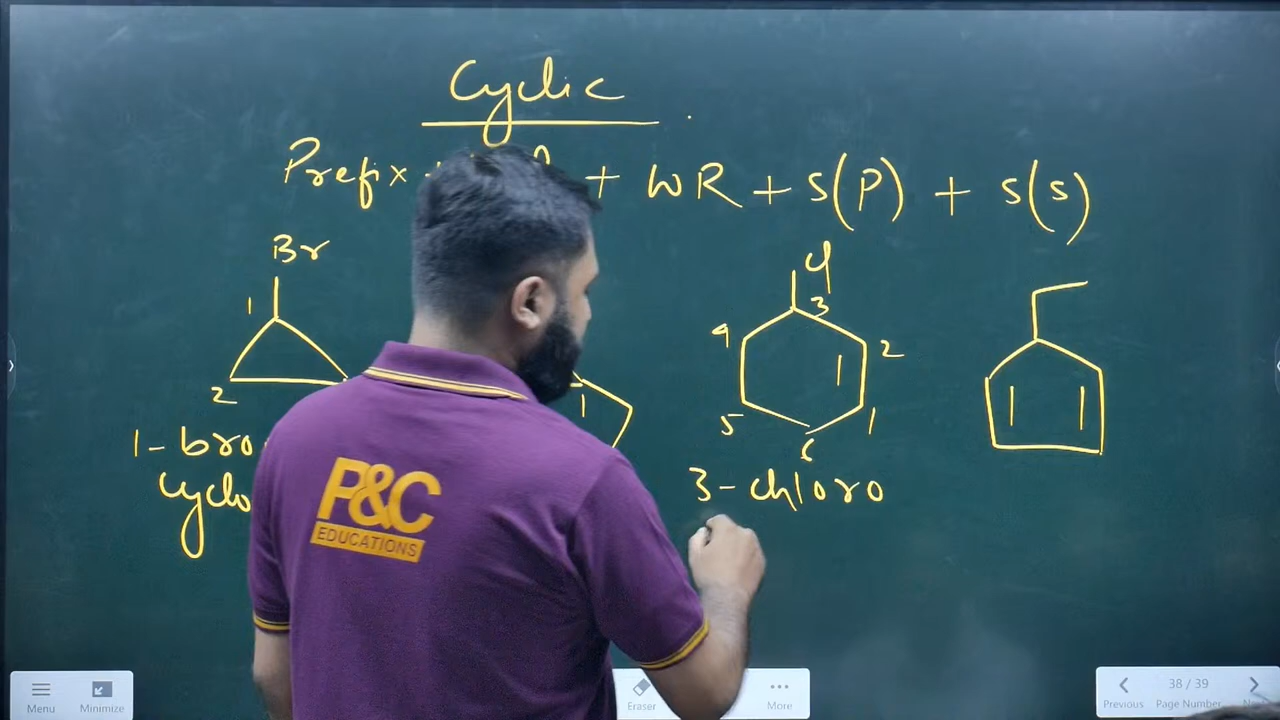 Cyclic
Prefix + WR + S(P) + S(S)
Br
1
2
1-bro
cyclo
1
Cl
3
4
2
5
1
6
3-chloro
P&C
EDUCATIONS
Menu
Minimize
Eraser
More
Previous
38 / 39
Page Number